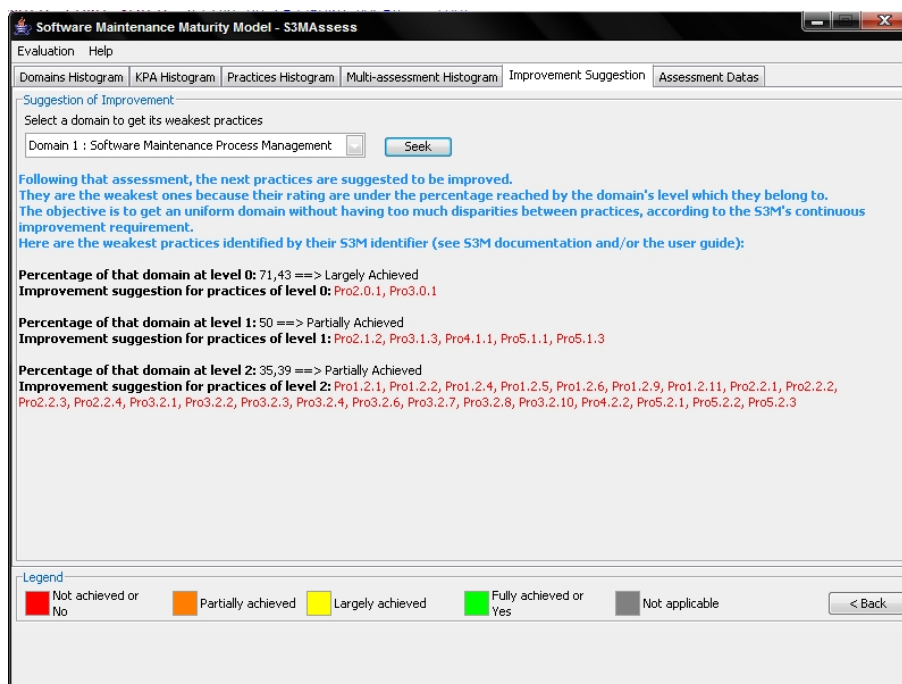 Software Maintenance Maturity Model - S3MAssess
Evaluation Help
Domains Histogram KPA Histogram Practices Histogram Multi-assessment Histogram Improvement Suggestion Assessment Datas
Suggestion of Improvement
Select a domain to get its weakest practices
Domain 1 : Software Maintenance Process Management Seek
Following that assessment, the next practices are suggested to be improved.
They are the weakest ones because their rating are under the percentage reached by the domain's level which they belong to.
The objective is to get an uniform domain without having too much disparities between practices, according to the S3M's continuous
improvement requirement.
Here are the weakest practices identified by their S3M identifier (see S3M documentation and/or the user guide):
Percentage of that domain at level 0: 71,43 ==> Largely Achieved
Improvement suggestion for practices of level 0: Pro2.0.1, Pro3.0.1
Percentage of that domain at level 1: 50 ==> Partially Achieved
Improvement suggestion for practices of level 1: Pro2.1.2, Pro3.1.3, Pro4.1.1, Pro5.1.1, Pro5.1.3
Percentage of that domain at level 2: 35,39 ==> Partially Achieved
Improvement suggestion for practices of level 2: Pro1.2.1, Pro1.2.2, Pro1.2.4, Pro1.2.5, Pro1.2.6, Pro1.2.9, Pro1.2.11, Pro2.2.1, Pro2.2.2,
Pro2.2.3, Pro2.2.4, Pro3.2.1, Pro3.2.2, Pro3.2.3, Pro3.2.4, Pro3.2.6, Pro3.2.7, Pro3.2.8, Pro3.2.10, Pro4.2.2, Pro5.2.1, Pro5.2.2, Pro5.2.3
Legend
Not achieved or
No
Partially achieved
Largely achieved
Fully achieved or
Yes
Not applicable
< Back